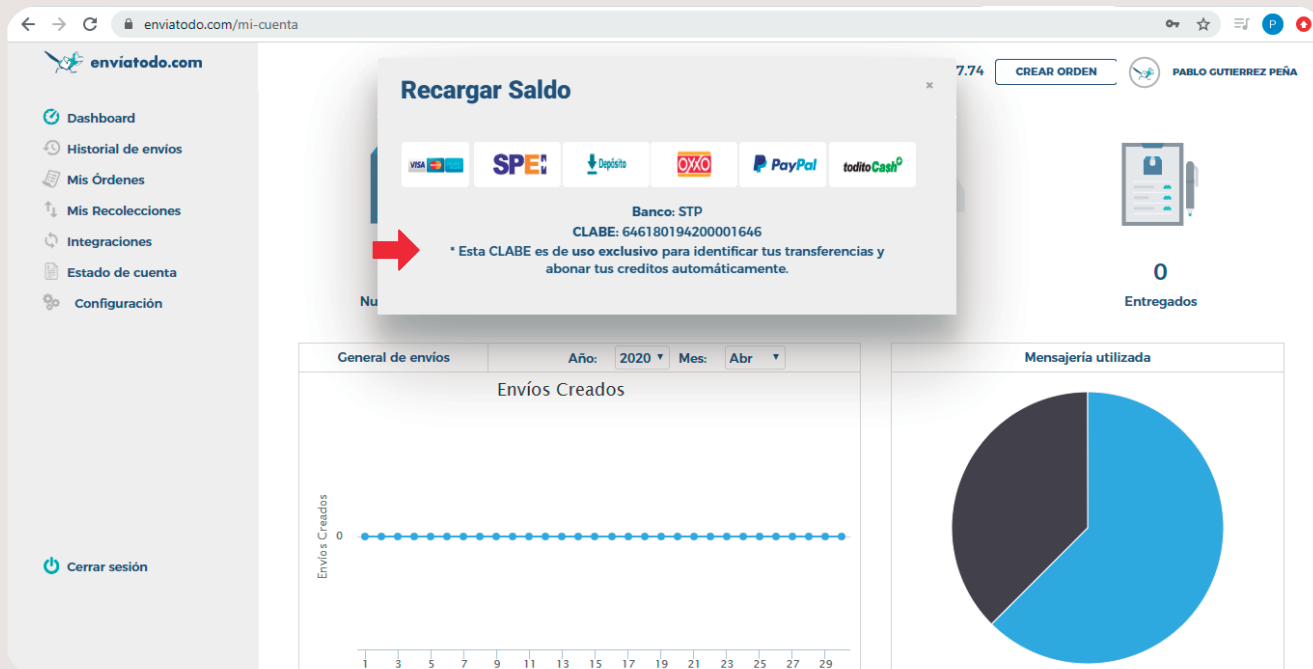 enviatodo.com/mi-cuenta
P
envíatodo.com
7.74
CREAR ORDEN
PABLO GUTIERREZ PEÑA
Recargar Saldo
×
Dashboard
Historial de envíos
Mis Órdenes
Mis Recolecciones
Integraciones
Estado de cuenta
Configuración
Cerrar sesión
VISA
SPEI
Depósito
OXXO
PayPal
toditoCash
Banco: STP
CLABE: 646180194200001646
* Esta CLABE es de uso exclusivo para identificar tus transferencias y
abonar tus creditos automáticamente.
Nu
0
Entregados
General de envíos
Año: 2020 Mes: Abr
Envíos Creados
Envíos Creados
0
1 3 5 7 9 11 13 15 17 19 21 23 25 27 29
Mensajería utilizada